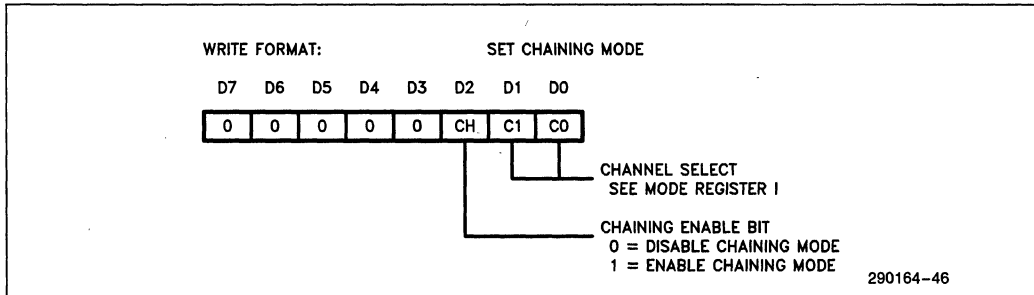 WRITE FORMAT: SET CHAINING MODE
D7 D6 D5 D4 D3 D2 D1 D0
0 0 0 0 0 CH C1 C0
CHANNEL SELECT
SEE MODE REGISTER I
CHAINING ENABLE BIT
0 = DISABLE CHAINING MODE
1 = ENABLE CHAINING MODE
290164-46